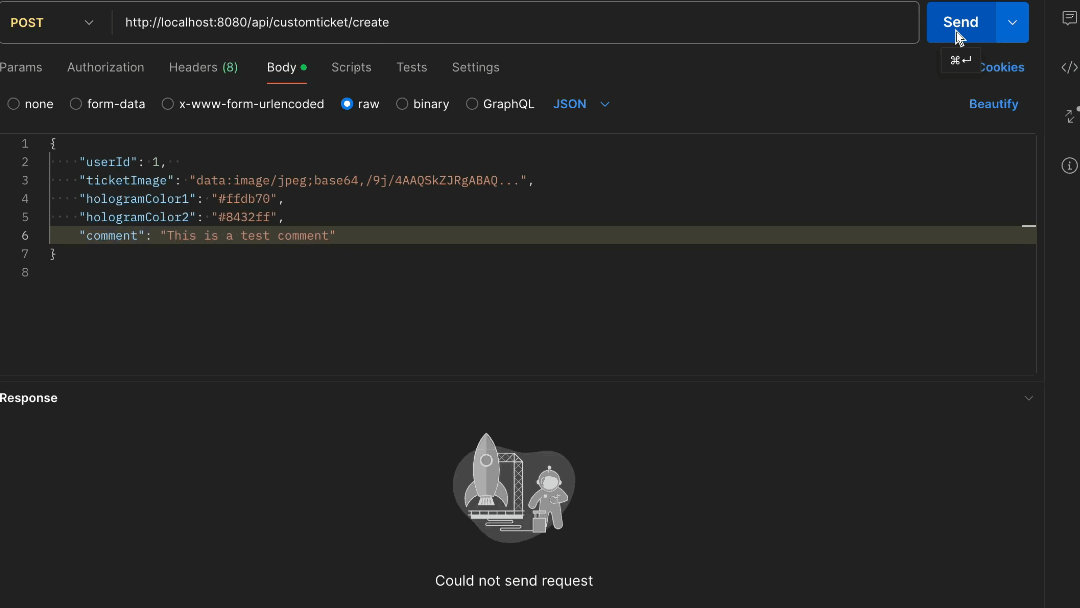 POST http://localhost:8080/api/customticket/create Send
⌘↵
Params Authorization Headers (8) Body Scripts Tests Settings Cookies
none form-data x-www-form-urlencoded raw binary GraphQL JSON Beautify
1 {
2 "userId": 1,
3 "ticketImage": "data:image/jpeg;base64,/9j/4AAQSkZJRgABAQ...",
4 "hologramColor1": "#ffdb70",
5 "hologramColor2": "#8432ff",
6 "comment": "This is a test comment"
7 }
8
Response
Could not send request